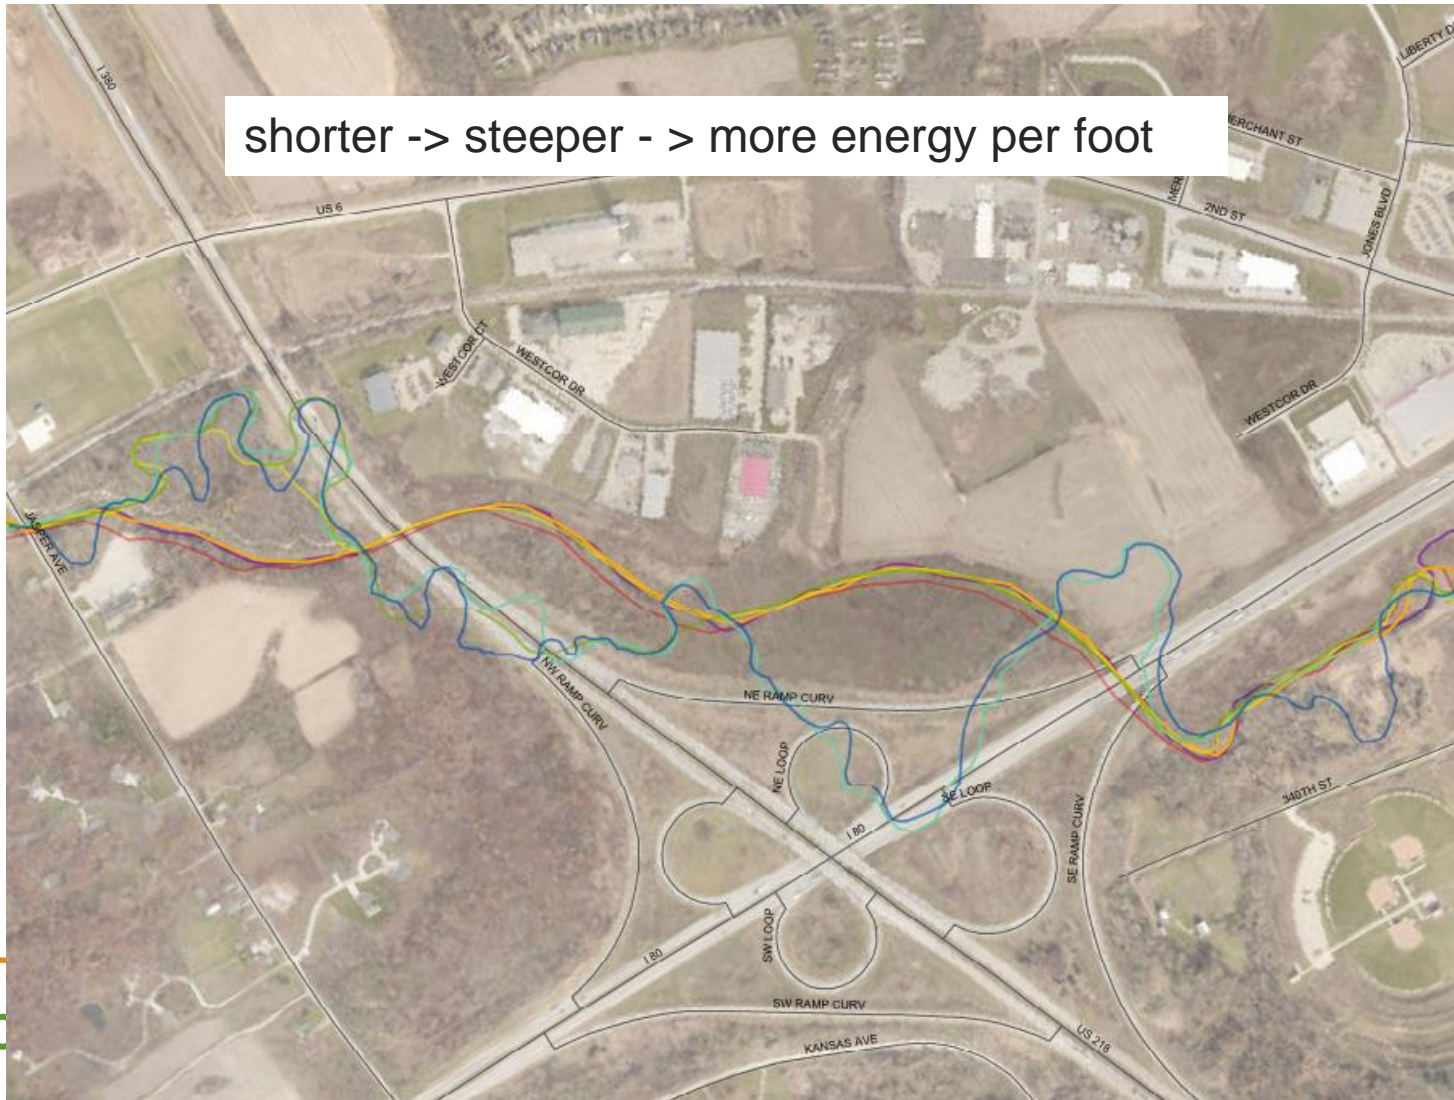 I 380
LIBERTY D
shorter -> steeper - > more energy per foot
MERCHANT ST
US 6
MER
2ND ST
JONES BLVD
WESTCOR CT
WESTCOR DR
WESTCOR DR
JASPER AVE
NW RAMP CURV
NE RAMP CURV
NE LOOP
SE LOOP
340TH ST
I 80
SE RAMP CURV
SW LOOP
I 80
SW RAMP CURV
US 218
KANSAS AVE